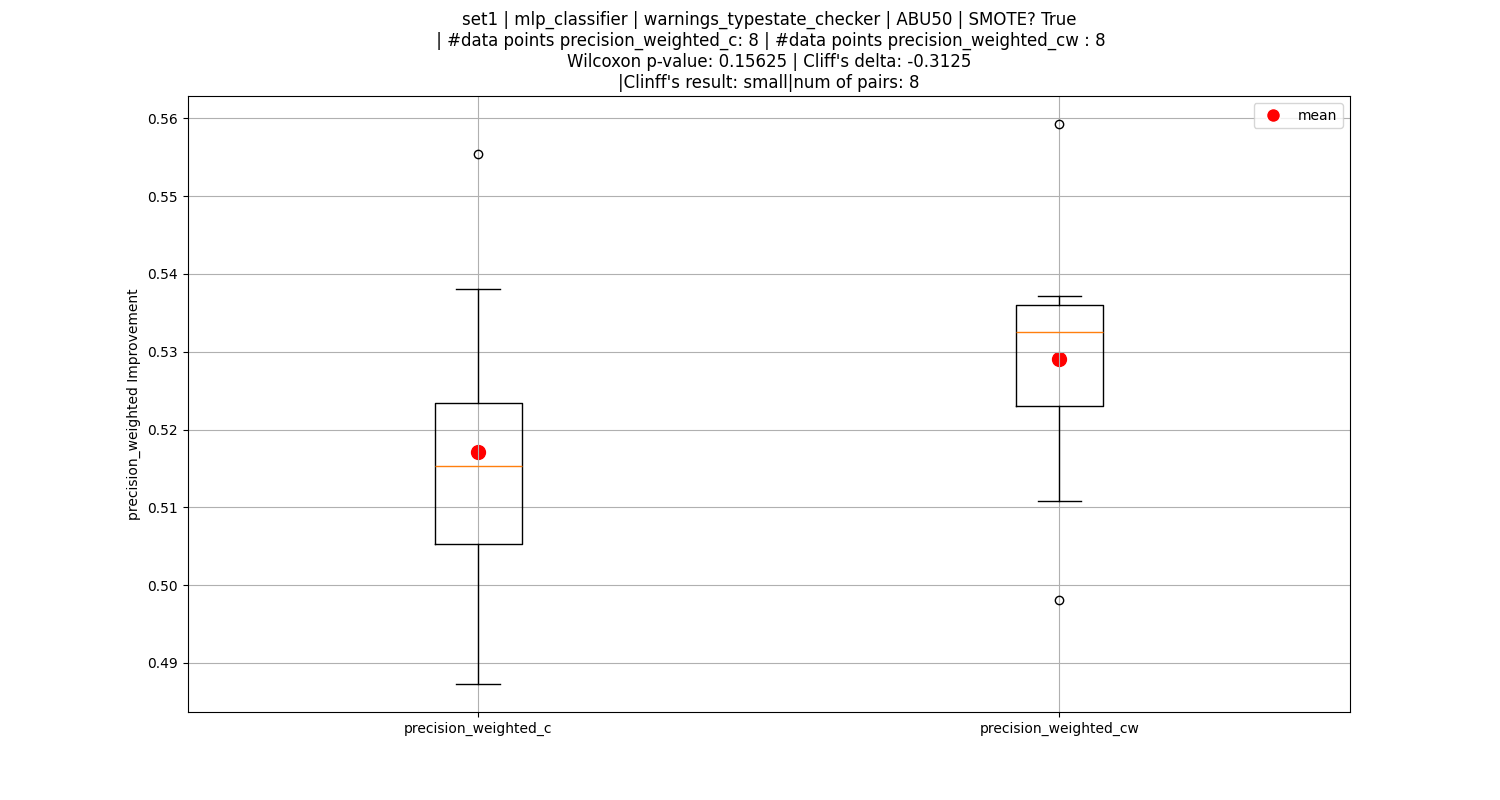 set1 | mlp_classifier | warnings_typestate_checker | ABU50 | SMOTE? True
| #data points precision_weighted_c: 8 | #data points precision_weighted_cw : 8
Wilcoxon p-value: 0.15625 | Cliff's delta: -0.3125
|Clinff's result: small|num of pairs: 8
mean
precision_weighted Improvement
0.56
0.55
0.54
0.53
0.52
0.51
0.50
0.49
precision_weighted_c
precision_weighted_cw